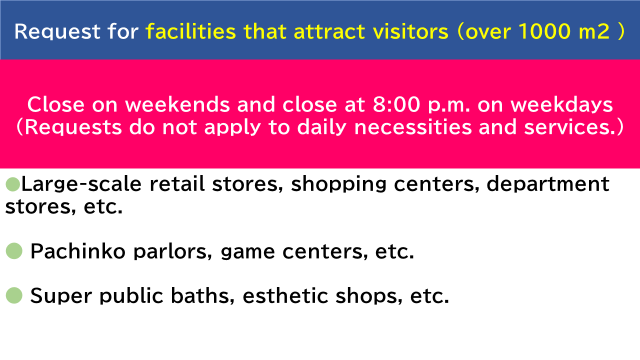 Request for facilities that attract visitors (over 1000 m2 )
Close on weekends and close at 8:00 p.m. on weekdays
(Requests do not apply to daily necessities and services.)
●Large-scale retail stores, shopping centers, department
stores, etc.
● Pachinko parlors, game centers, etc.
● Super public baths, esthetic shops, etc.